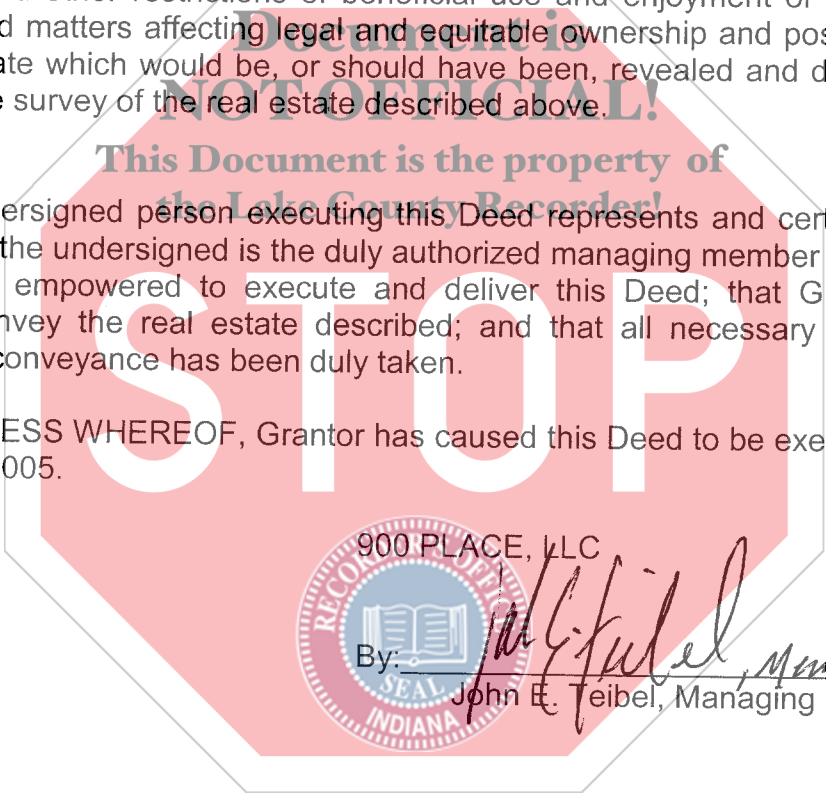 matters affecting legal and equitable ownership and
Document is
which would be, or should have been, revealed and
NOT OFFICIAL!
survey of the real estate described above.
This Document is the property of
the Lake County Recorder!
ersigned person executing this Deed represents and cert
the undersigned is the duly authorized managing member
empowered to execute and deliver this Deed; that G
nvey the real estate described; and that all necessary
conveyance has been duly taken.
STOP
ESS WHEREOF, Grantor has caused this Deed to be exe
005.
900 PLACE, LLC
RECORDER'S OFFICE
SEAL
INDIANA
By:
John E. Teibel, Managing